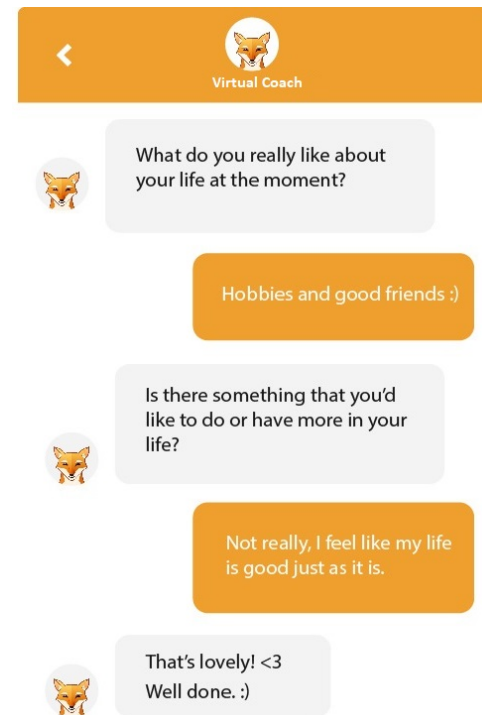 Virtual Coach
What do you really like about
your life at the moment?
Hobbies and good friends :)
Is there something that you’d
like to do or have more in your
life?
Not really, I feel like my life
is good just as it is.
That’s lovely! <3
Well done. :)